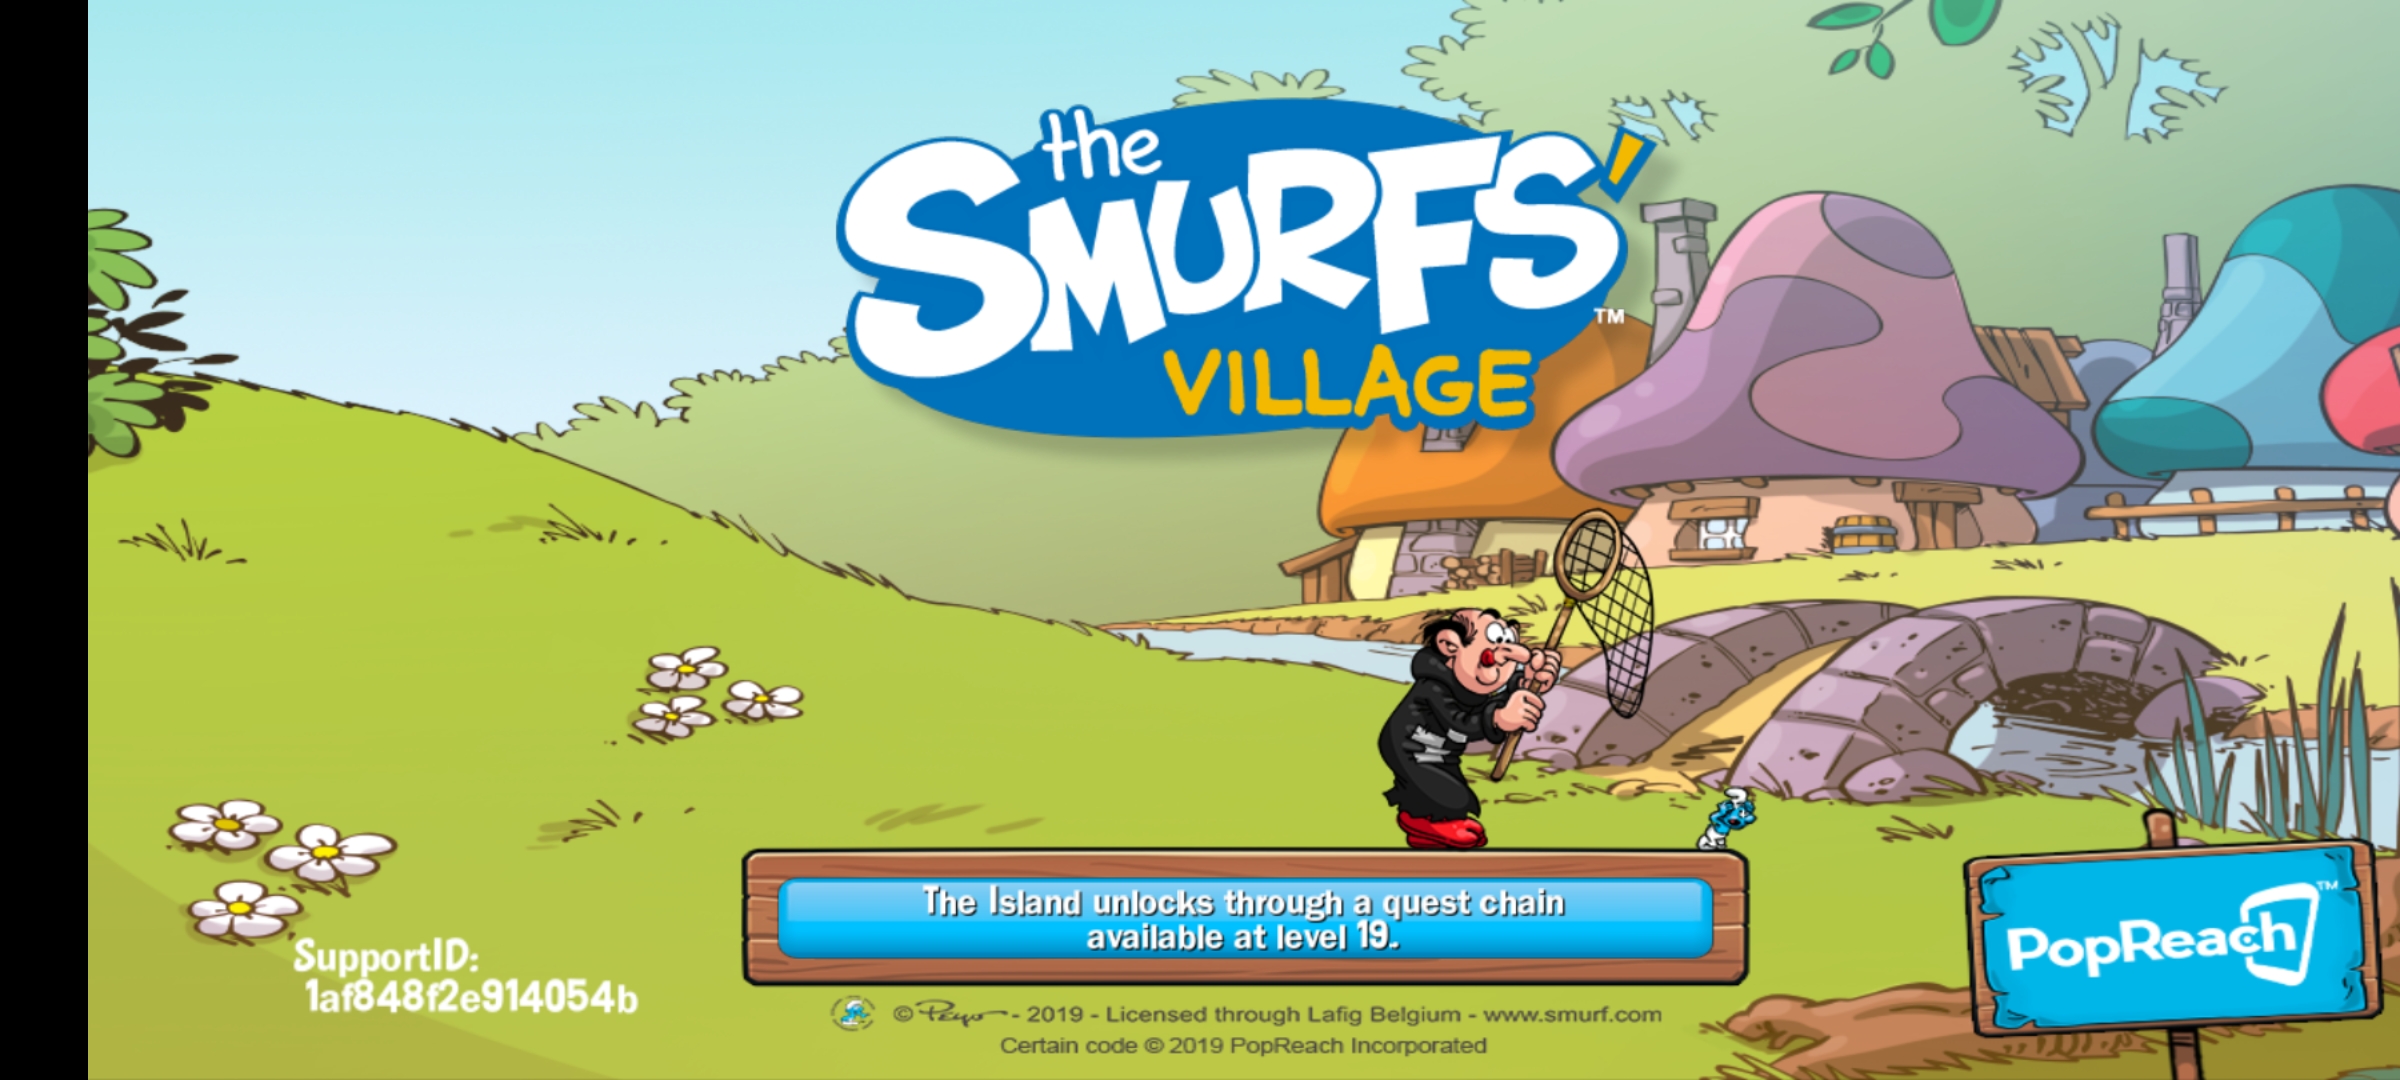 the
SMURFS'
TM
VILLAGE
The Island unlocks through a quest chain
available at level 19.
SupportID:
1af848f2e914054b
PopReach TM
© Peyo - 2019 - Licensed through Lafig Belgium - www.smurf.com
Certain code © 2019 PopReach Incorporated